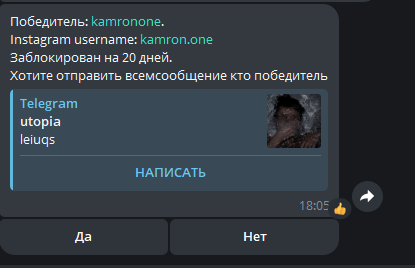 Победитель: kamronone.
Instagram username: kamron.one
Заблокирован на 20 дней.
Хотите отправить всемсообщение кто победитель
Telegram
utopia
leiuqs
НАПИСАТЬ
18:05
Да
Нет